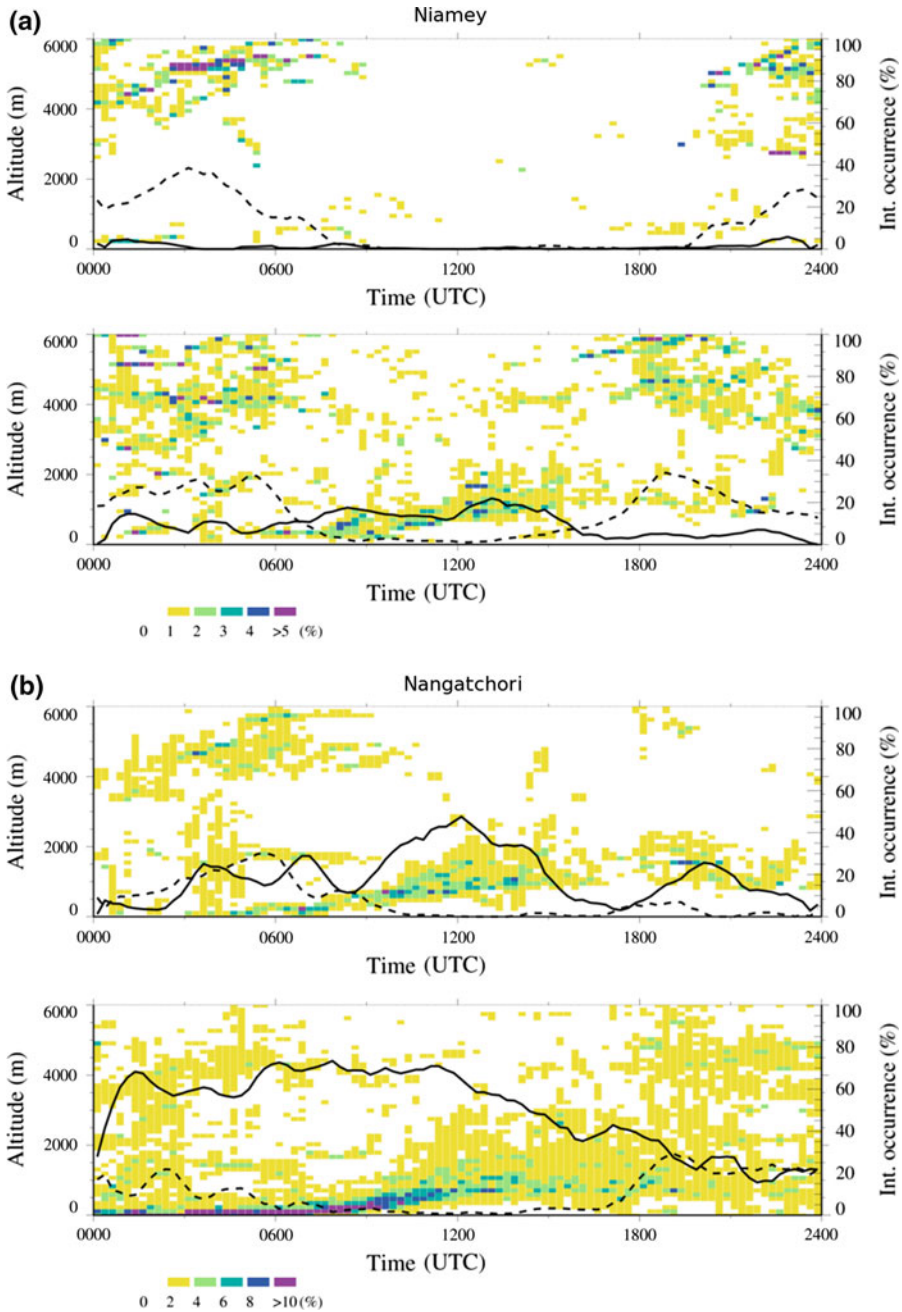 (a)
Niamey
6000
4000
2000
0
Altitude (m)
100
80
60
40
20
0
Int. occurrence (%)
0000 0600 1200 1800 2400
Time (UTC)
6000
4000
2000
0
Altitude (m)
100
80
60
40
20
0
Int. occurrence (%)
0000 0600 1200 1800 2400
Time (UTC)
0 1 2 3 4 >5 (%)
(b)
Nangatchori
6000
4000
2000
0
Altitude (m)
100
80
60
40
20
0
Int. occurrence (%)
0000 0600 1200 1800 2400
Time (UTC)
6000
4000
2000
0
Altitude (m)
100
80
60
40
20
0
Int. occurrence (%)
0000 0600 1200 1800 2400
Time (UTC)
0 2 4 6 8 >10 (%)